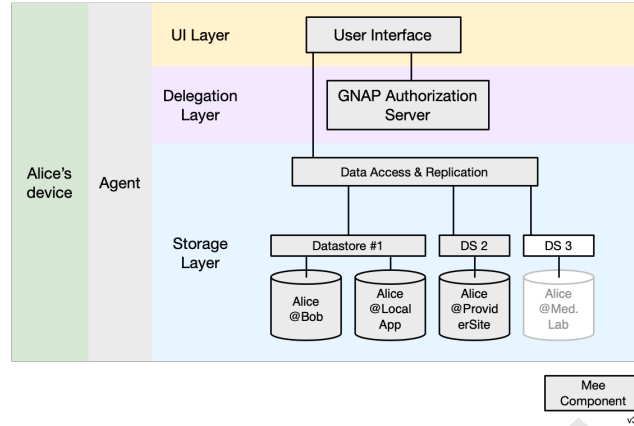 UI Layer
User Interface
Delegation
Layer
GNAP Authorization
Server
Alice's
device
Agent
Data Access & Replication
Storage
Layer
Datastore #1
DS 2
DS 3
Alice
@Bob
Alice
@Local
App
Alice
@Provid
erSite
Alice
@Med.
Lab
Mee
Component